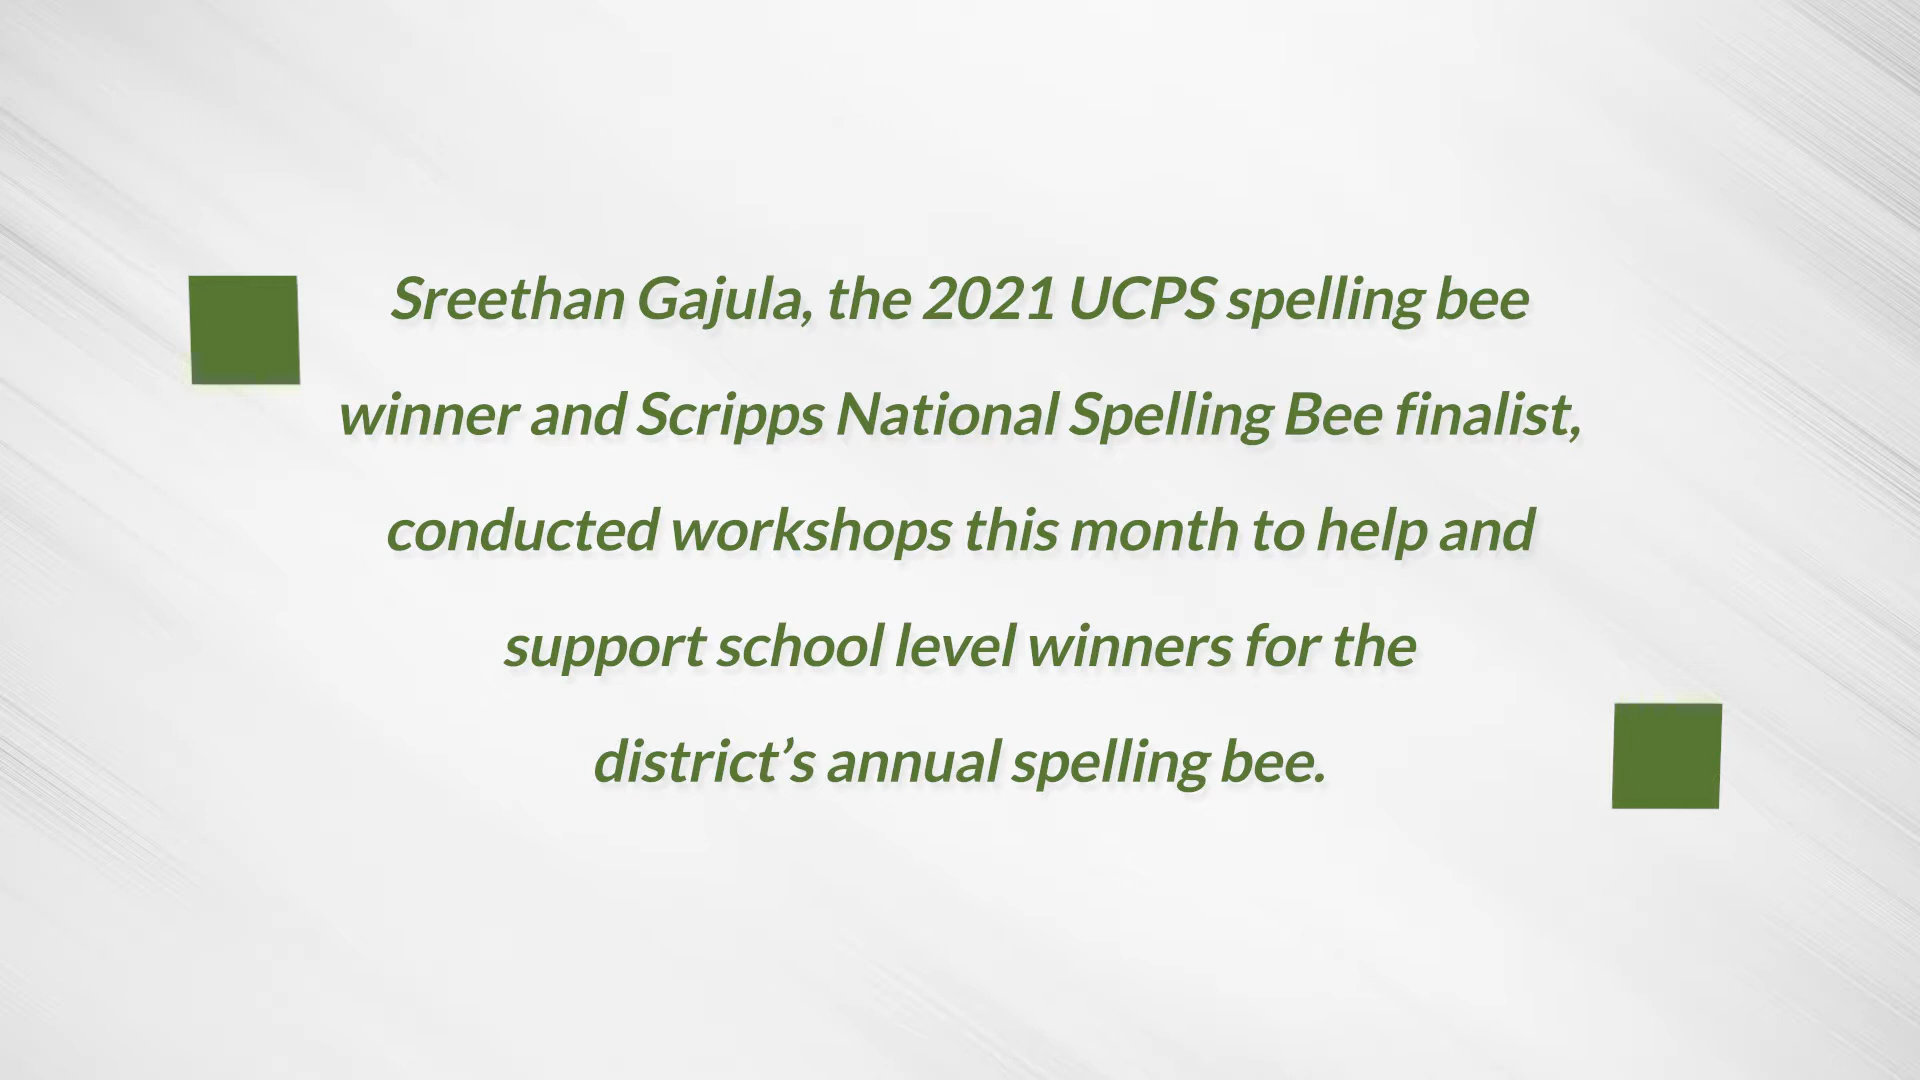 Sreethan Gajula, the 2021 UCPS spelling bee
winner and Scripps National Spelling Bee finalist,
conducted workshops this month to help and
support school level winners for the
district’s annual spelling bee.